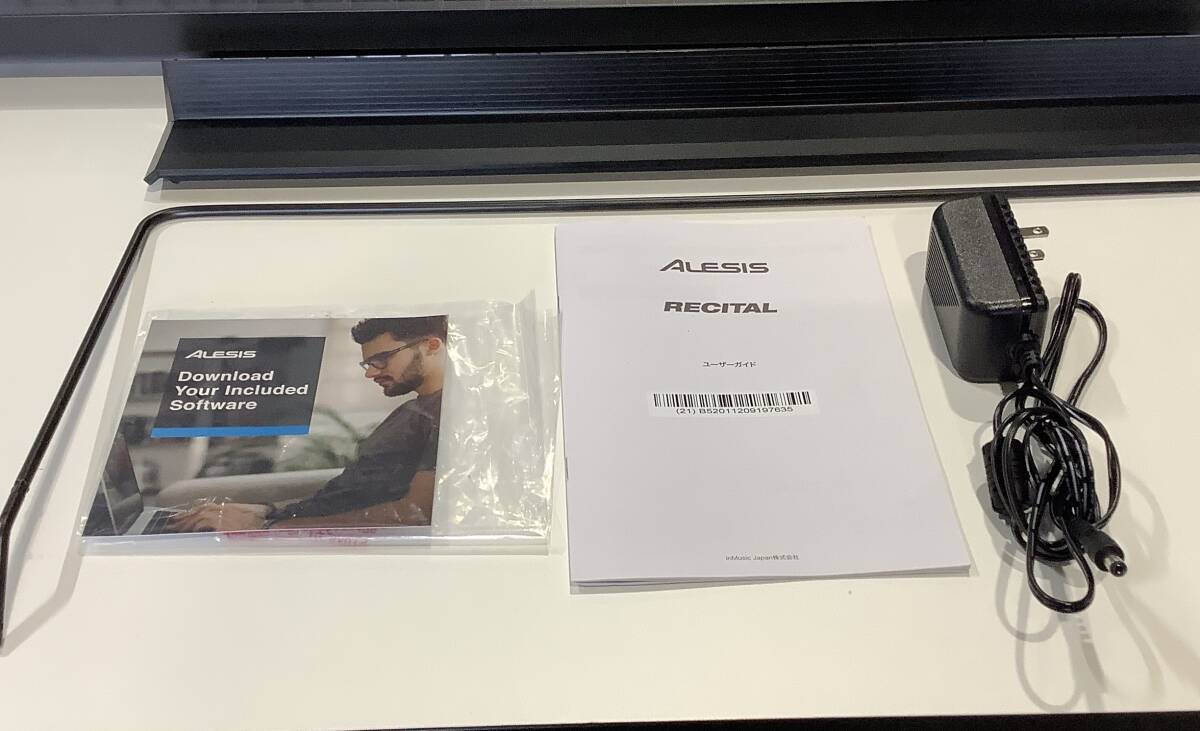 ALESIS
Download
Your Included
Software
ALESIS
RECITAL
ユーザーガイド
(21) B52011209197635
inMusic Japan株式会社